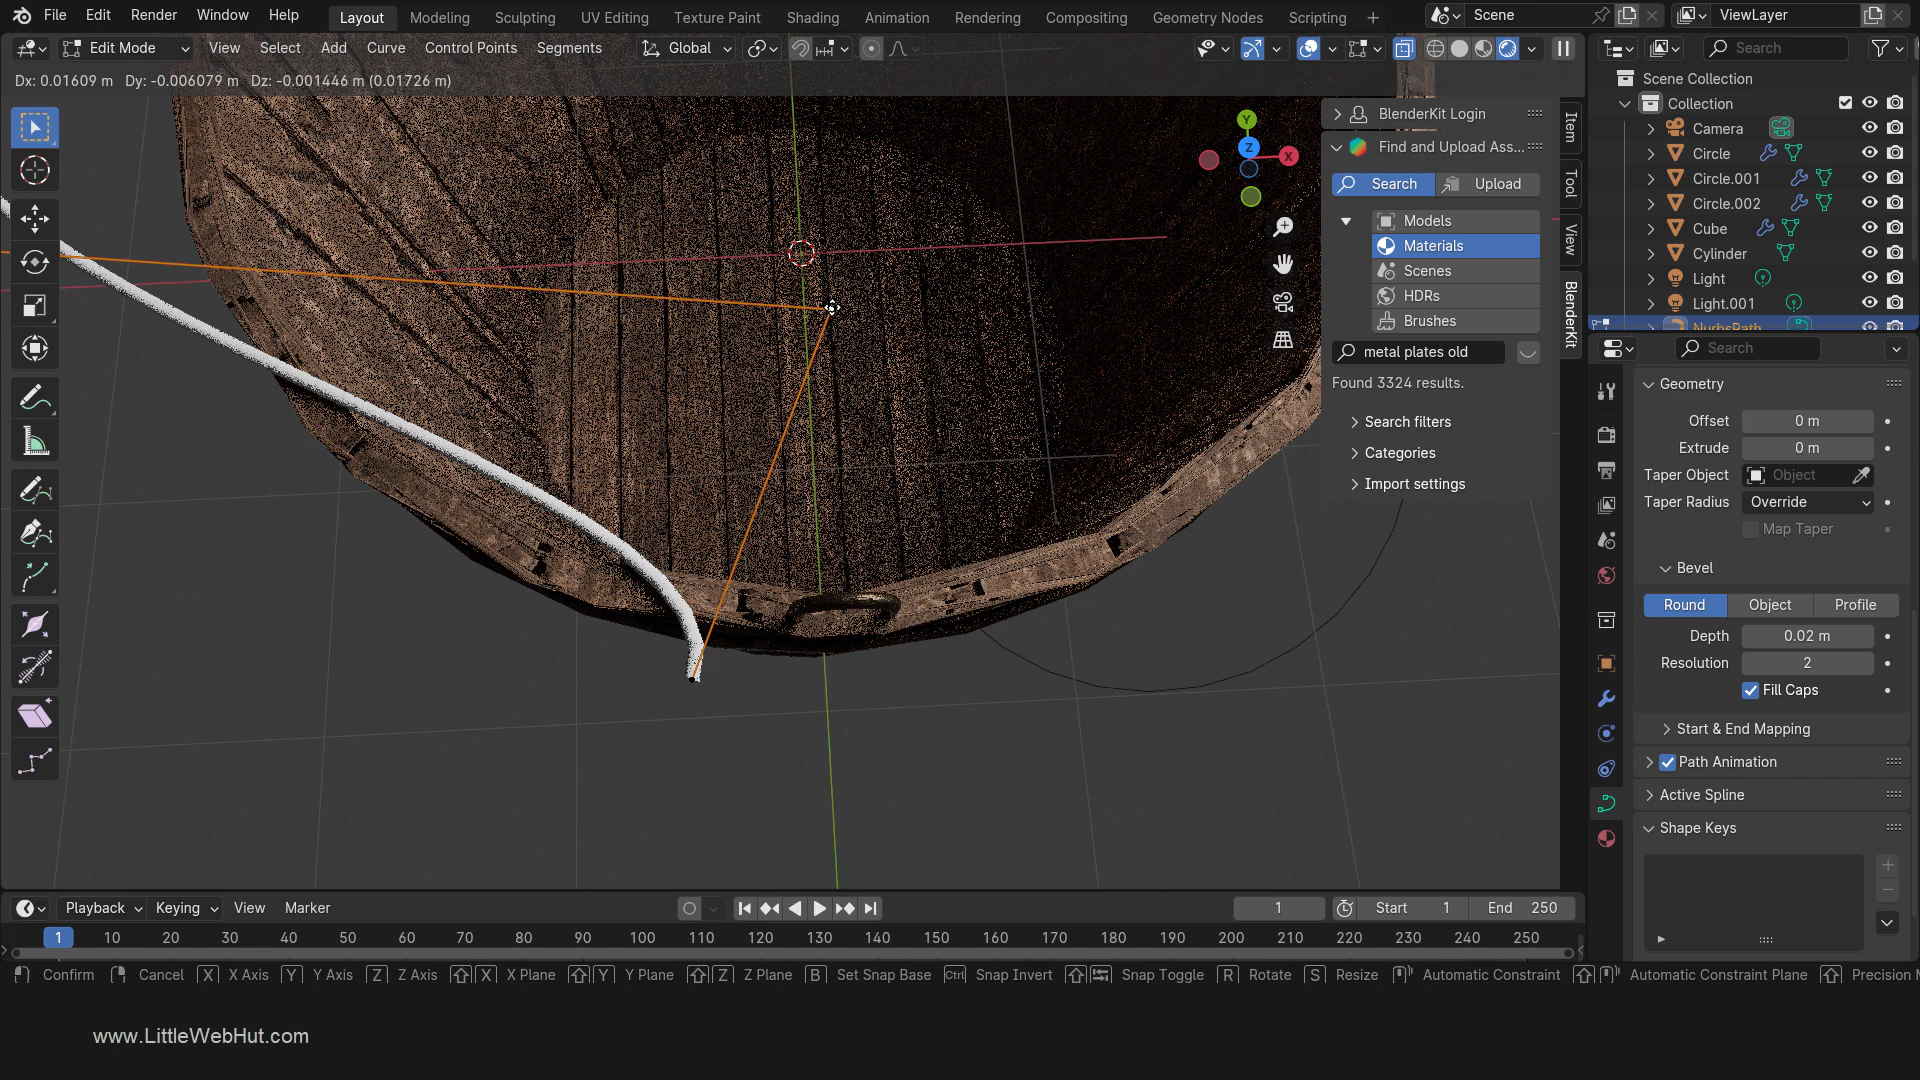 File Edit Render Window Help Layout Modeling Sculpting UV Editing Texture Paint Shading Animation Rendering Compositing Geometry Nodes Scripting + Scene ViewLayer
Edit Mode View Select Add Curve Control Points Segments Global Search
Dx: 0.01609 m Dy: -0.006079 m Dz: -0.001446 m (0.01726 m)
Scene Collection
Collection
Camera
Circle
Circle.001
Circle.002
Cube
Cylinder
Light
Light.001
NurbsPath
Y
Z
X
BlenderKit Login
Find and Upload Ass...
Search Upload
Models
Materials
Scenes
HDRs
Brushes
metal plates old
Found 3324 results.
Search filters
Categories
Import settings
Item
Tool
View
BlenderKit
Search
Geometry
Offset 0 m
Extrude 0 m
Taper Object Object
Taper Radius Override
Map Taper
Bevel
Round Object Profile
Depth 0.02 m
Resolution 2
Fill Caps
Start & End Mapping
Path Animation
Active Spline
Shape Keys
Playback Keying View Marker 1 Start 1 End 250
1 10 20 30 40 50 60 70 80 90 100 110 120 130 140 150 160 170 180 190 200 210 220 230 240 250
Confirm Cancel X X Axis Y Y Axis Z Z Axis X X Plane Y Y Plane Z Z Plane B Set Snap Base Ctrl Snap Invert Snap Toggle R Rotate S Resize Automatic Constraint Automatic Constraint Plane Precision
www.LittleWebHut.com